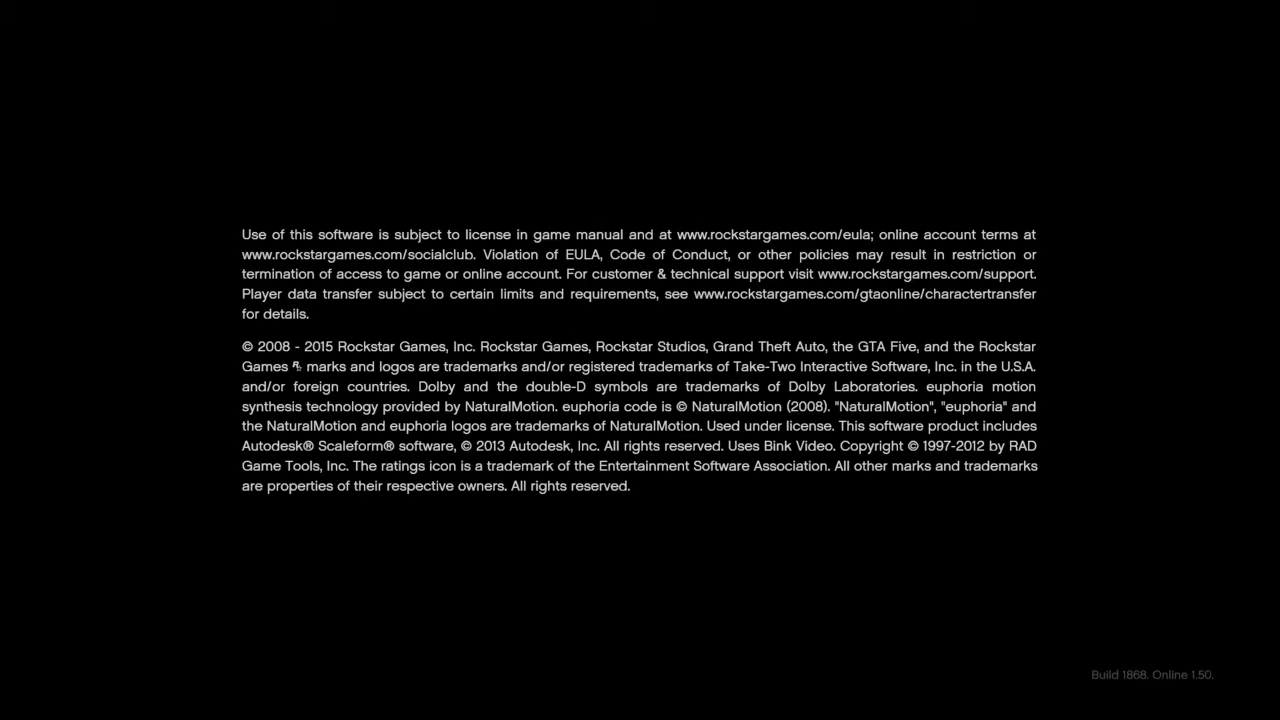 Use of this software is subject to license in game manual and at www.rockstargames.com/eula; online account terms at
www.rockstargames.com/socialclub. Violation of EULA, Code of Conduct, or other policies may result in restriction or
termination of access to game or online account. For customer & technical support visit www.rockstargames.com/support.
Player data transfer subject to certain limits and requirements, see www.rockstargames.com/gtaonline/charactertransfer
for details.
© 2008 - 2015 Rockstar Games, Inc. Rockstar Games, Rockstar Studios, Grand Theft Auto, the GTA Five, and the Rockstar
Games R* marks and logos are trademarks and/or registered trademarks of Take-Two Interactive Software, Inc. in the U.S.A.
and/or foreign countries. Dolby and the double-D symbols are trademarks of Dolby Laboratories. euphoria motion
synthesis technology provided by NaturalMotion. euphoria code is © NaturalMotion (2008). "NaturalMotion", "euphoria" and
the NaturalMotion and euphoria logos are trademarks of NaturalMotion. Used under license. This software product includes
Autodesk® Scaleform® software, © 2013 Autodesk, Inc. All rights reserved. Uses Bink Video. Copyright © 1997-2012 by RAD
Game Tools, Inc. The ratings icon is a trademark of the Entertainment Software Association. All other marks and trademarks
are properties of their respective owners. All rights reserved.
Build 1868. Online 1.50.